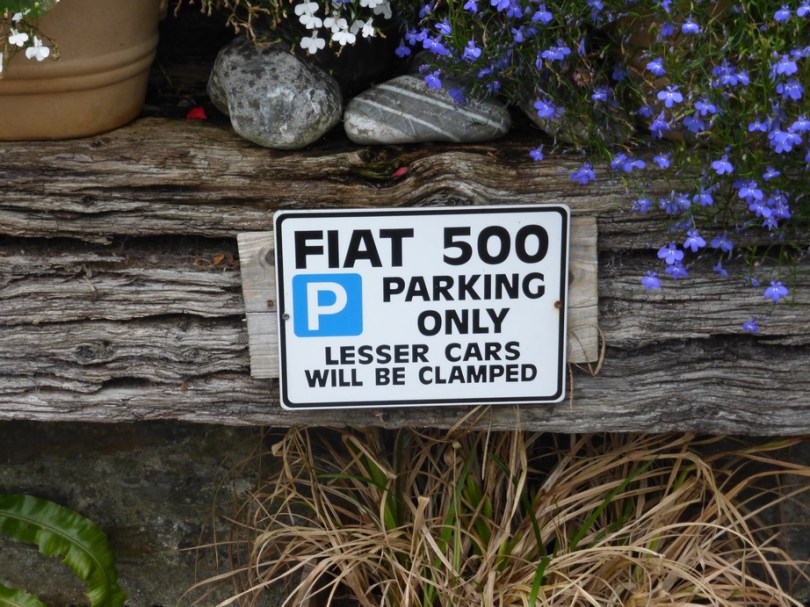 FIAT 500
P PARKING
ONLY
LESSER CARS
WILL BE CLAMPED